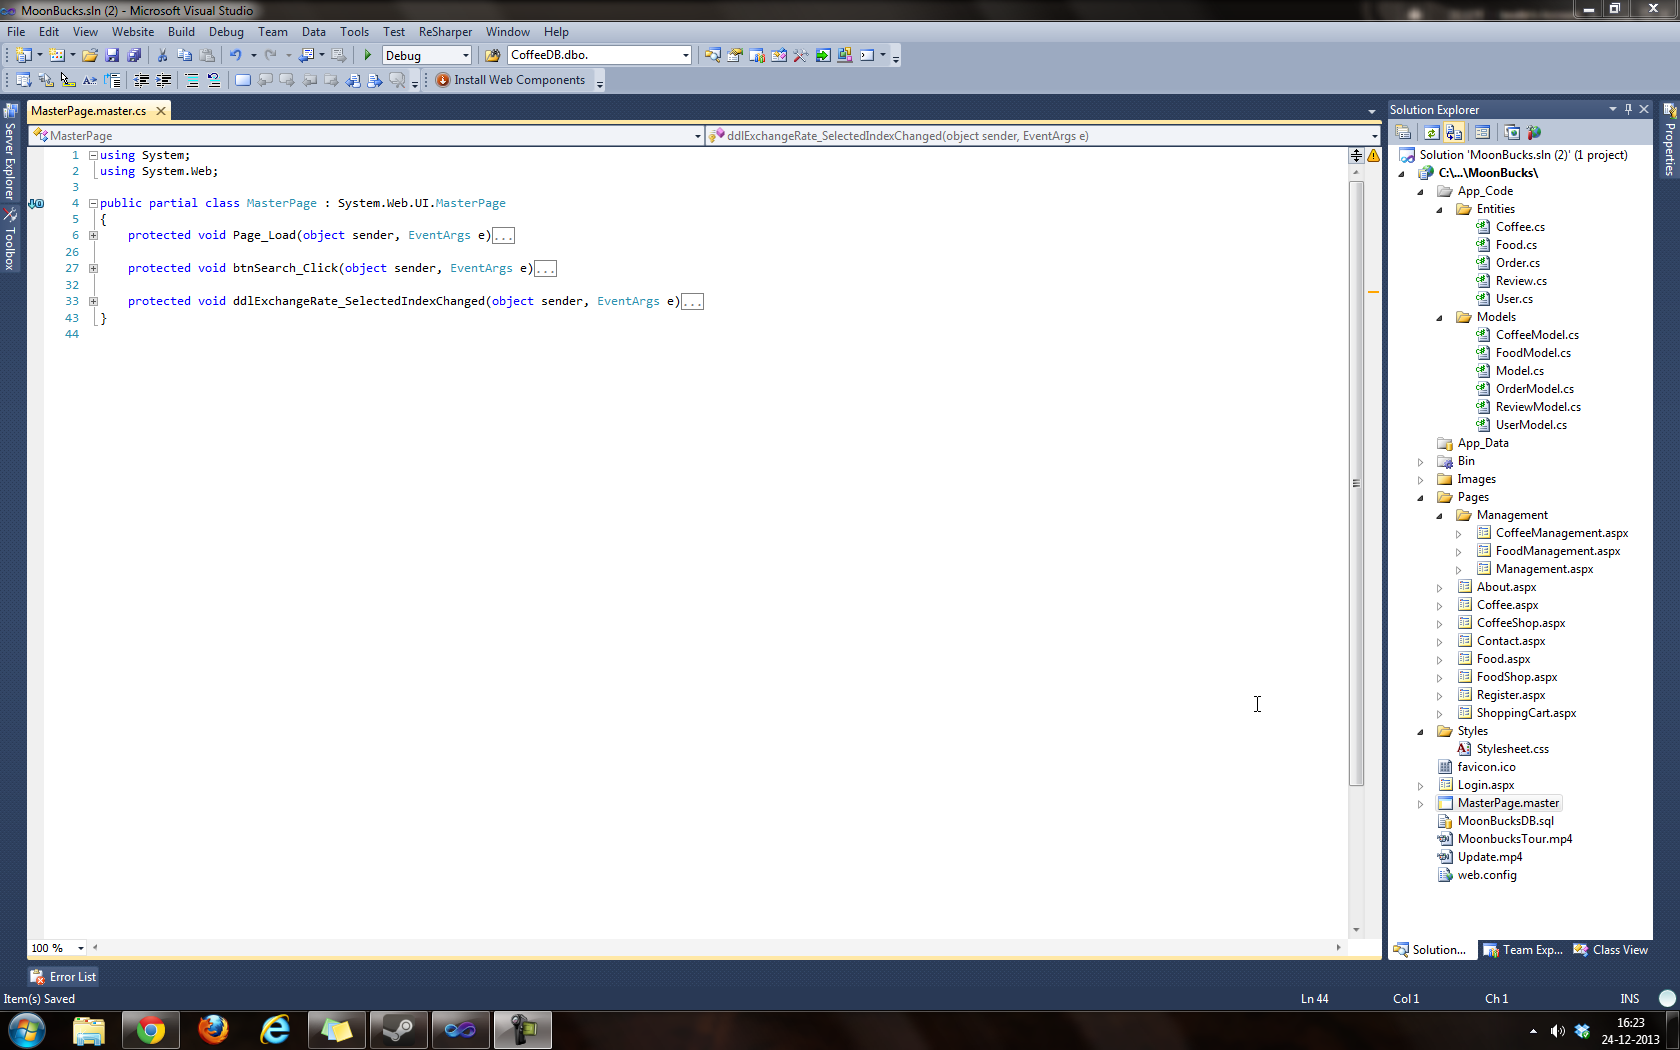 MoonBucks.sln (2) - Microsoft Visual Studio
File Edit View Website Build Debug Team Data Tools Test ReSharper Window Help
Debug CoffeeDB.dbo.
Install Web Components
Server Explorer
Toolbox
MasterPage.master.cs
MasterPage ddlExchangeRate_SelectedIndexChanged(object sender, EventArgs e)
1 using System;
2 using System.Web;
3
4 public partial class MasterPage : System.Web.UI.MasterPage
5 {
6 protected void Page_Load(object sender, EventArgs e)...
26
27 protected void btnSearch_Click(object sender, EventArgs e)...
32
33 protected void ddlExchangeRate_SelectedIndexChanged(object sender, EventArgs e)...
43 }
44
100 %
Solution Explorer
Properties
Solution 'MoonBucks.sln (2)' (1 project)
C:\...\MoonBucks\
App_Code
Entities
Coffee.cs
Food.cs
Order.cs
Review.cs
User.cs
Models
CoffeeModel.cs
FoodModel.cs
Model.cs
OrderModel.cs
ReviewModel.cs
UserModel.cs
App_Data
Bin
Images
Pages
Management
CoffeeManagement.aspx
FoodManagement.aspx
Management.aspx
About.aspx
Coffee.aspx
CoffeeShop.aspx
Contact.aspx
Food.aspx
FoodShop.aspx
Register.aspx
ShoppingCart.aspx
Styles
Stylesheet.css
favicon.ico
Login.aspx
MasterPage.master
MoonBucksDB.sql
MoonbucksTour.mp4
Update.mp4
web.config
Solution... Team Exp... Class View
Error List
Item(s) Saved Ln 44 Col 1 Ch 1 INS
16:23
24-12-2013